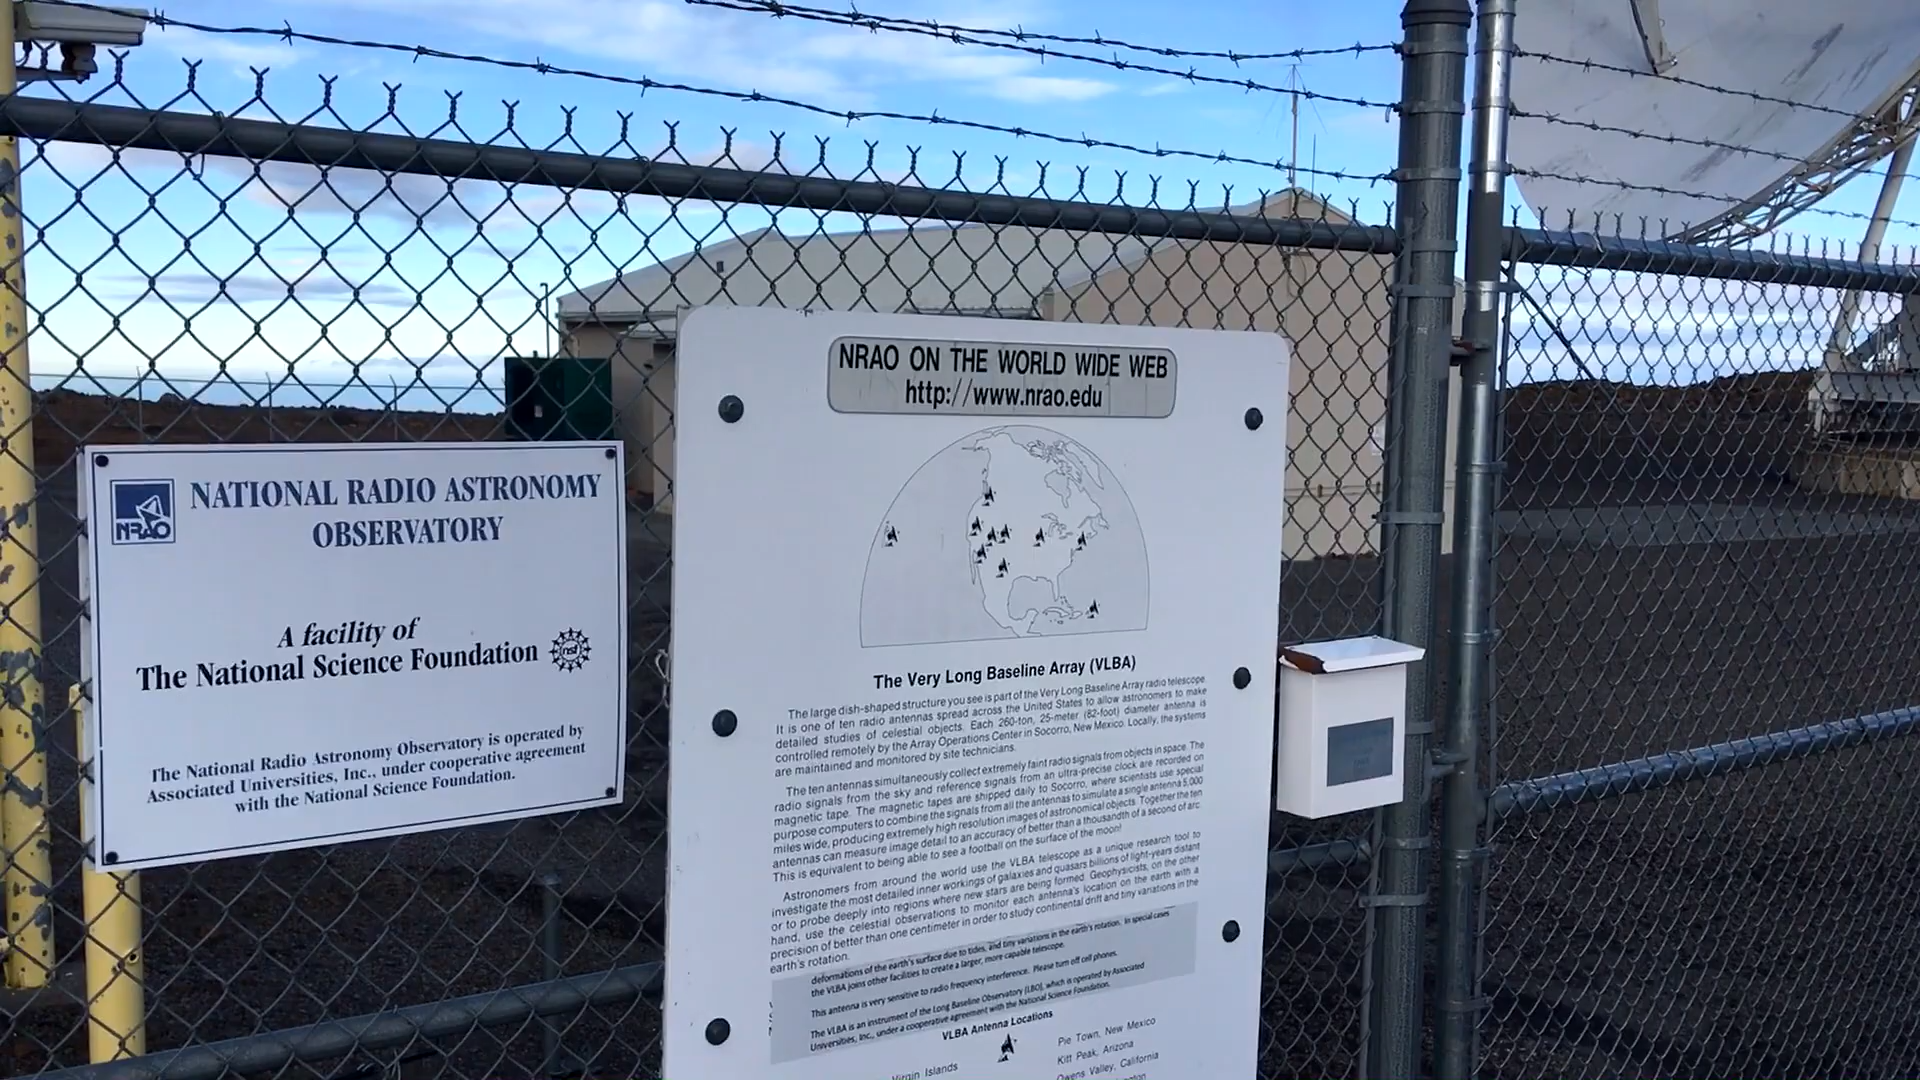 NRAO
NATIONAL RADIO ASTRONOMY
OBSERVATORY
A facility of
The National Science Foundation
nsf
The National Radio Astronomy Observatory is operated by
Associated Universities, Inc., under cooperative agreement
with the National Science Foundation.
NRAO ON THE WORLD WIDE WEB
http://www.nrao.edu
The Very Long Baseline Array (VLBA)
The large dish-shaped structure you see is part of the Very Long Baseline Array radio telescope.
It is one of ten radio antennas spread across the United States to allow astronomers to make
detailed studies of celestial objects. Each 260-ton, 25-meter (82-foot) diameter antenna is
controlled remotely by the Array Operations Center in Socorro, New Mexico. Locally, the systems
are maintained and monitored by site technicians.
The ten antennas simultaneously collect extremely faint radio signals from objects in space. The
radio signals from the sky and reference signals from an ultra-precise clock are recorded on
magnetic tape. The magnetic tapes are shipped daily to Socorro, where scientists use special
purpose computers to combine the signals from all the antennas to simulate a single antenna 5,000
miles wide, producing extremely high resolution images of astronomical objects. Together the ten
antennas can measure image detail to an accuracy of better than a thousandth of a second of arc.
This is equivalent to being able to see a football on the surface of the moon!
Astronomers from around the world use the VLBA telescope as a unique research tool to
investigate the most detailed inner workings of galaxies and quasars billions of light-years distant
or to probe deeply into regions where new stars are being formed. Geophysicists, on the other
hand, use the celestial observations to monitor each antenna's location on the earth with a
precision of better than one centimeter in order to study continental drift and tiny variations in the
earth's rotation.
deformations of the earth's surface due to tides, and tiny variations in the earth's rotation. In special cases
the VLBA joins other facilities to create a larger, more capable telescope.
This antenna is very sensitive to radio frequency interference. Please turn off cell phones.
The VLBA is an instrument of the Long Baseline Observatory (LBO), which is operated by Associated
Universities, Inc., under a cooperative agreement with the National Science Foundation.
VLBA Antenna Locations
Virgin Islands
Pie Town, New Mexico
Kitt Peak, Arizona
Owens Valley, California